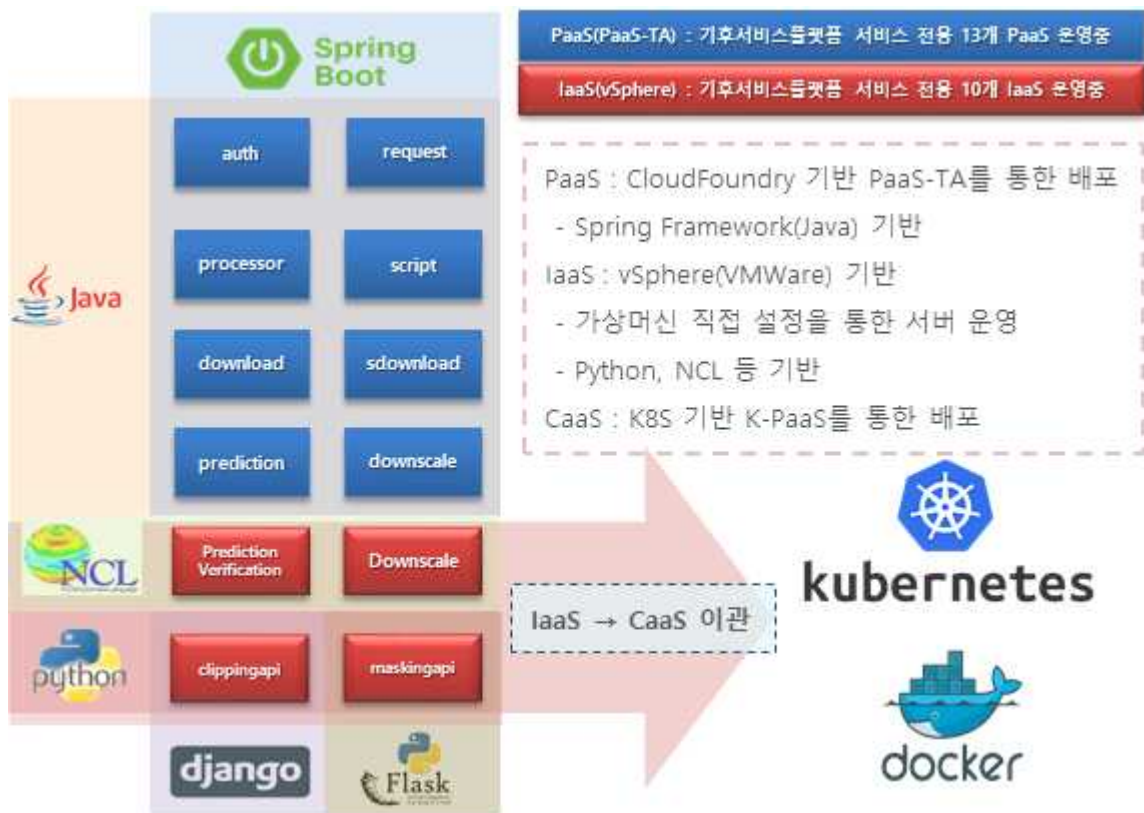 Spring
Boot
PaaS(PaaS-TA) : 기후서비스플랫폼 서비스 전용 13개 PaaS 운영중
IaaS(vSphere) : 기후서비스플랫폼 서비스 전용 10개 IaaS 운영중
auth
request
processor
script
Java
download
sdownload
prediction
downscale
PaaS : CloudFoundry 기반 PaaS-TA를 통한 배포
- Spring Framework(Java) 기반
IaaS : vSphere(VMWare) 기반
- 가상머신 직접 설정을 통한 서버 운영
- Python, NCL 등 기반
CaaS : K8S 기반 K-PaaS를 통한 배포
NCL
Prediction
Verification
Downscale
kubernetes
IaaS → CaaS 이관
python
clippingapi
maskingapi
docker
django
Flask